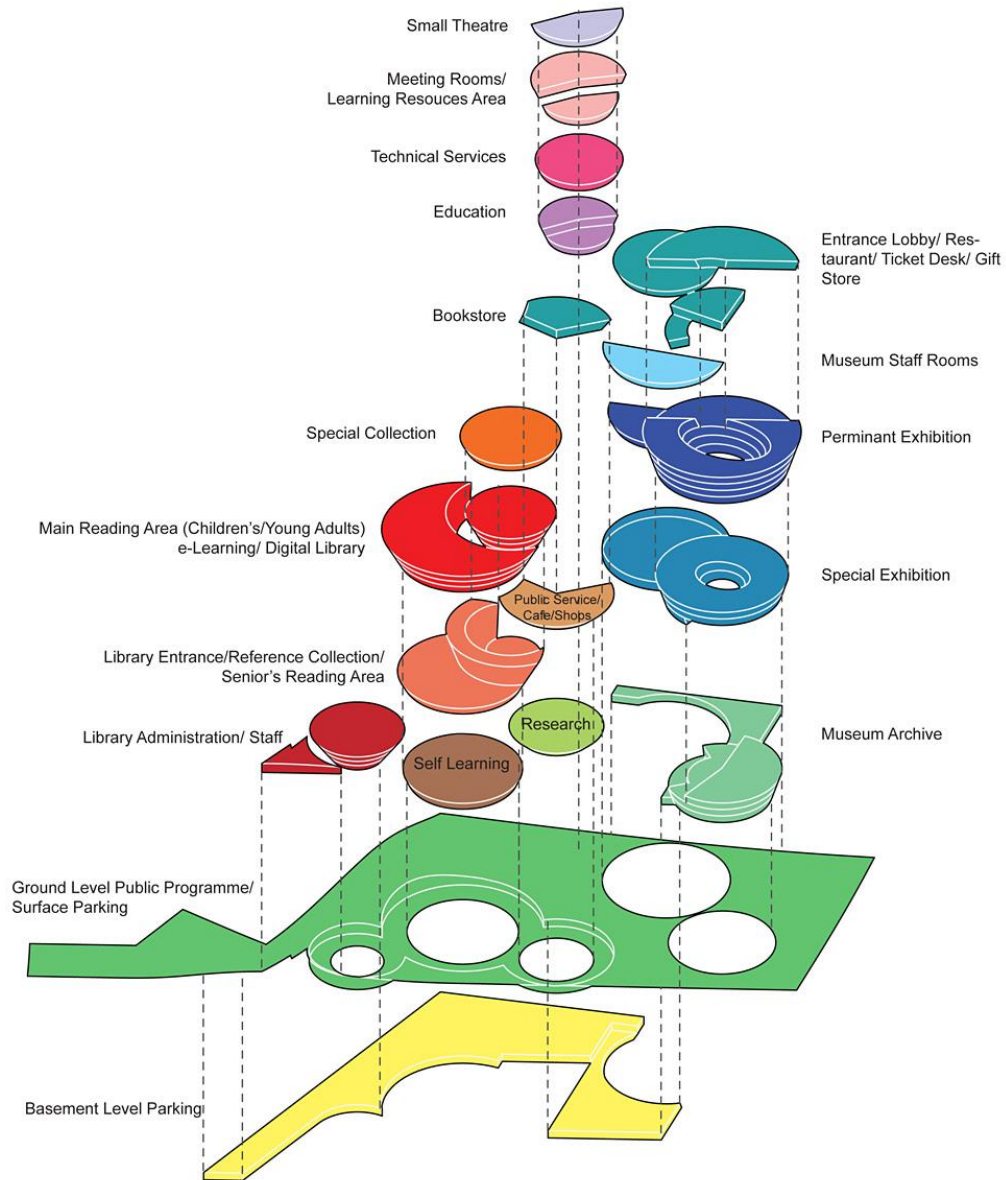 Small Theatre
Meeting Rooms/
Learning Resouces Area
Technical Services
Education
Entrance Lobby/ Res-
taurant/ Ticket Desk/ Gift
Store
Bookstore
Museum Staff Rooms
Special Collection
Perminant Exhibition
Main Reading Area (Children's/Young Adults)
e-Learning/ Digital Library
Special Exhibition
Public Service/
Cafe/Shops
Library Entrance/Reference Collection/
Senior's Reading Area
Research
Library Administration/ Staff
Museum Archive
Self Learning
Ground Level Public Programme/
Surface Parking
Basement Level Parking